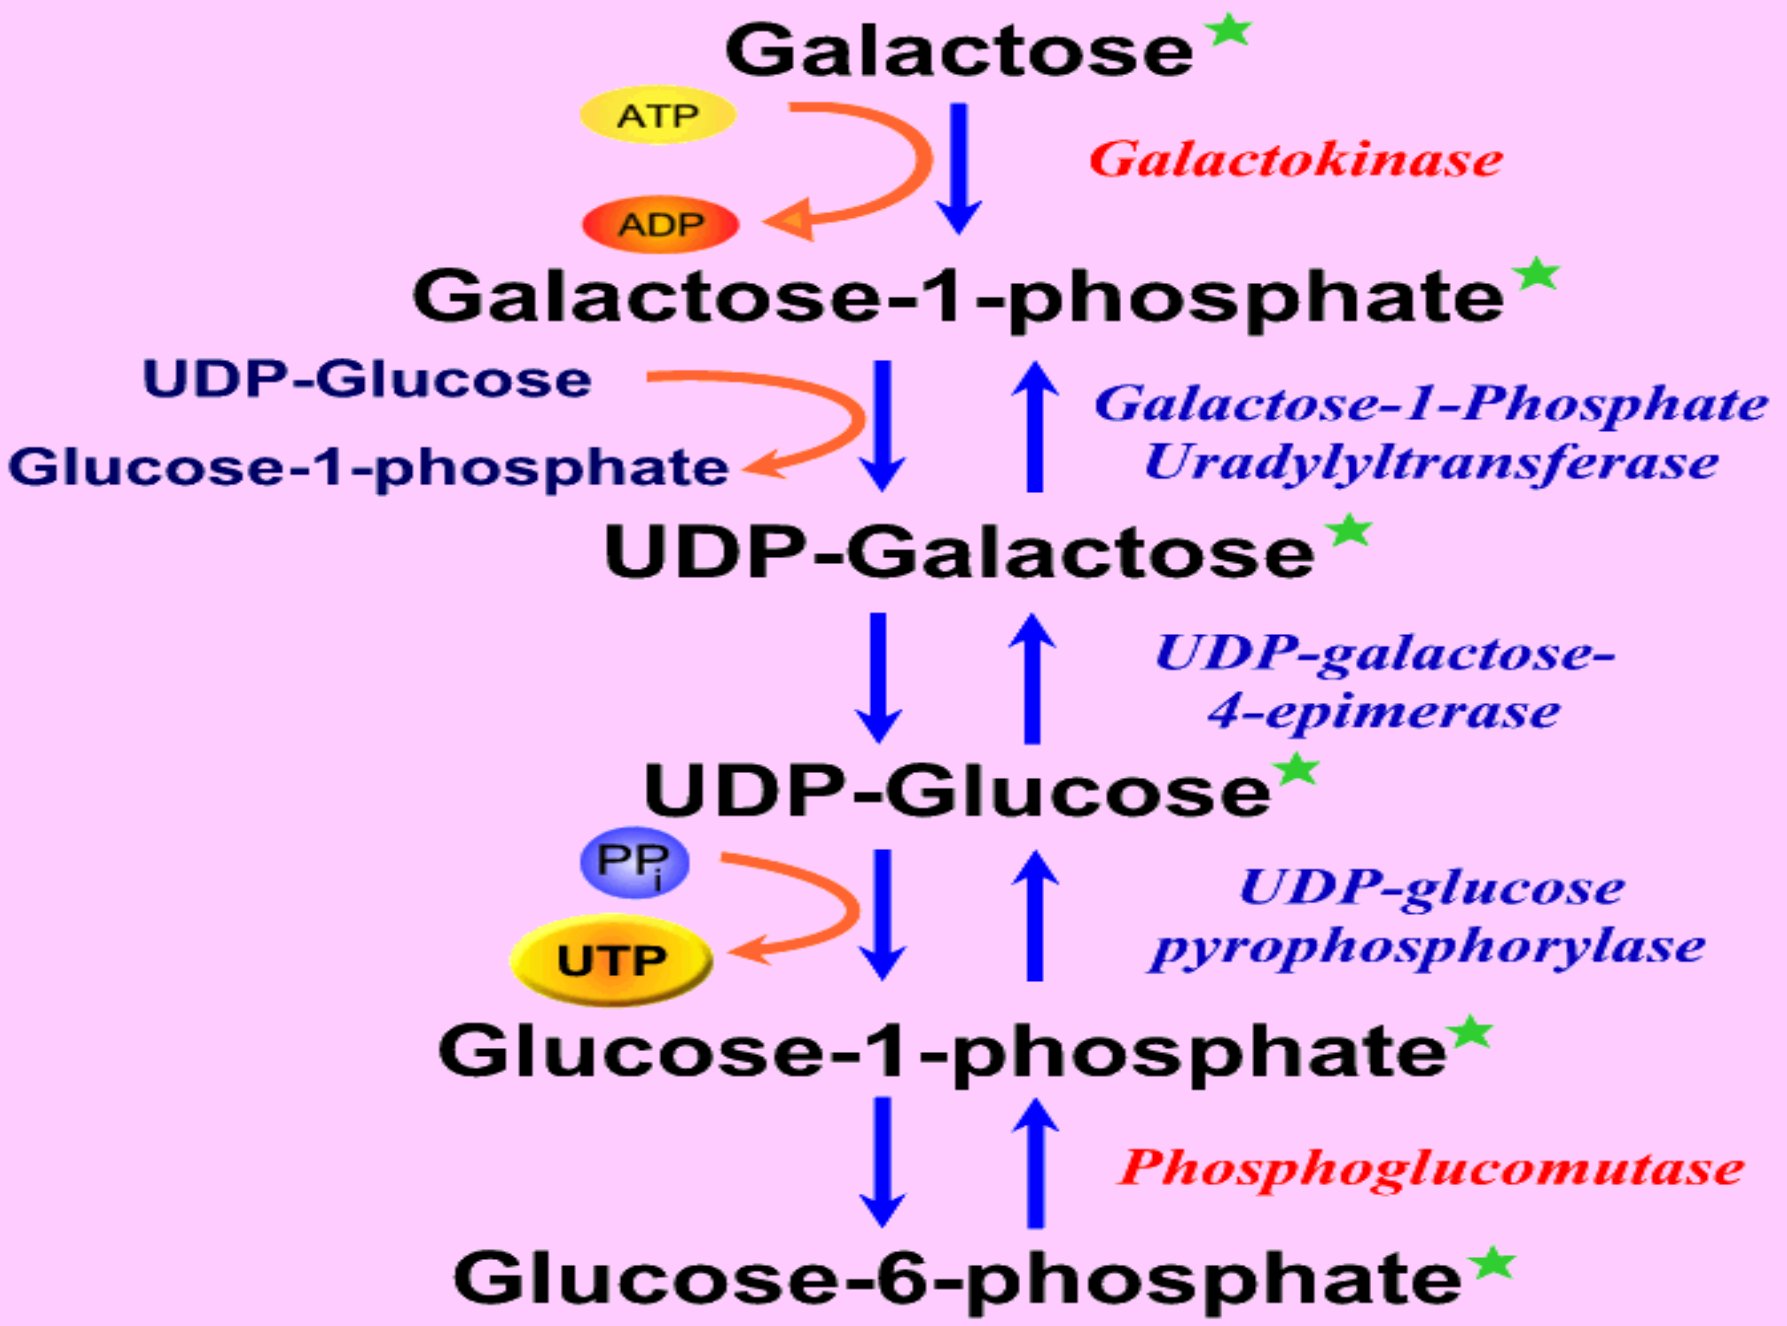 Galactose
ATP
Galactokinase
ADP
Galactose-1-phosphate
UDP-Glucose
Galactose-1-Phosphate
Uradylyltransferase
Glucose-1-phosphate
UDP-Galactose
UDP-galactose-
4-epimerase
UDP-Glucose
PPi
UDP-glucose
pyrophosphorylase
UTP
Glucose-1-phosphate
Phosphoglucomutase
Glucose-6-phosphate